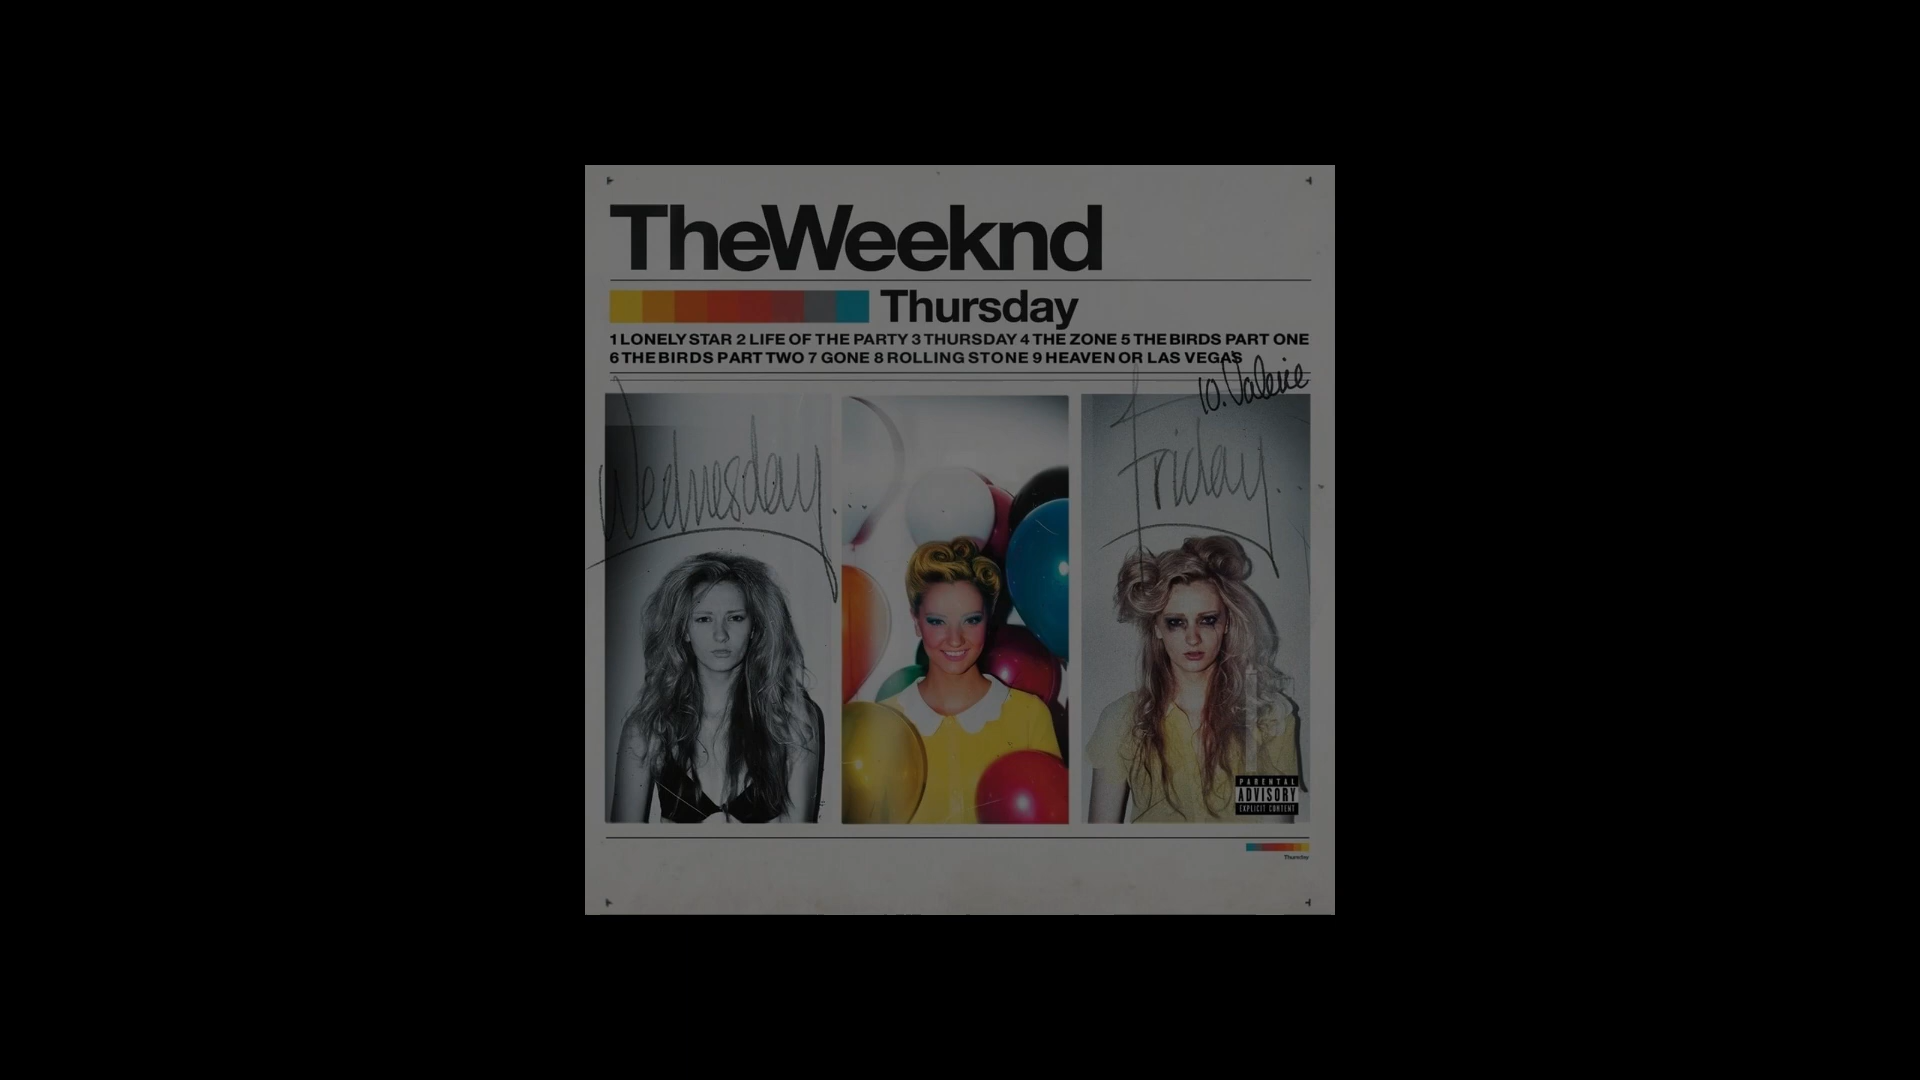 TheWeeknd
Thursday
1 LONELY STAR 2 LIFE OF THE PARTY 3 THURSDAY 4 THE ZONE 5 THE BIRDS PART ONE
6 THE BIRDS PART TWO 7 GONE 8 ROLLING STONE 9 HEAVEN OR LAS VEGAS
10. Valerie
Wednesday...
Friday...
PARENTAL
ADVISORY
EXPLICIT CONTENT
Thursday